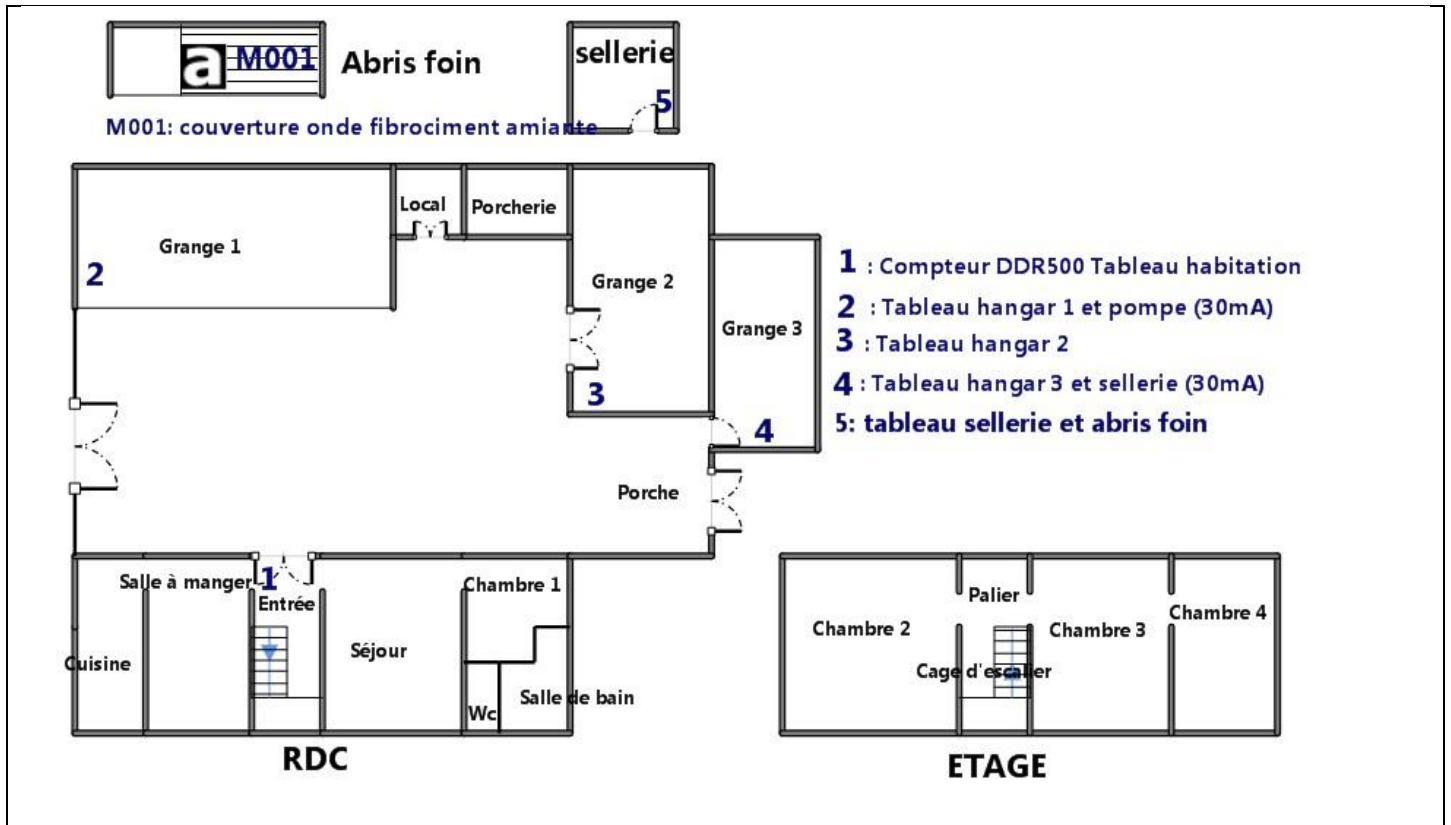 a M001 Abris foin
sellerie
5
M001: couverture onde fibrociment amiante
Local
Porcherie
Grange 1
2
Grange 2
Grange 3
3
4
Porche
1 : Compteur DDR500 Tableau habitation
2 : Tableau hangar 1 et pompe (30mA)
3 : Tableau hangar 2
4 : Tableau hangar 3 et sellerie (30mA)
5: tableau sellerie et abris foin
Salle à manger
1
Entrée
Chambre 1
Cuisine
Séjour
Wc
Salle de bain
RDC
Palier
Chambre 2
Chambre 3
Chambre 4
Cage d'escalier
ETAGE